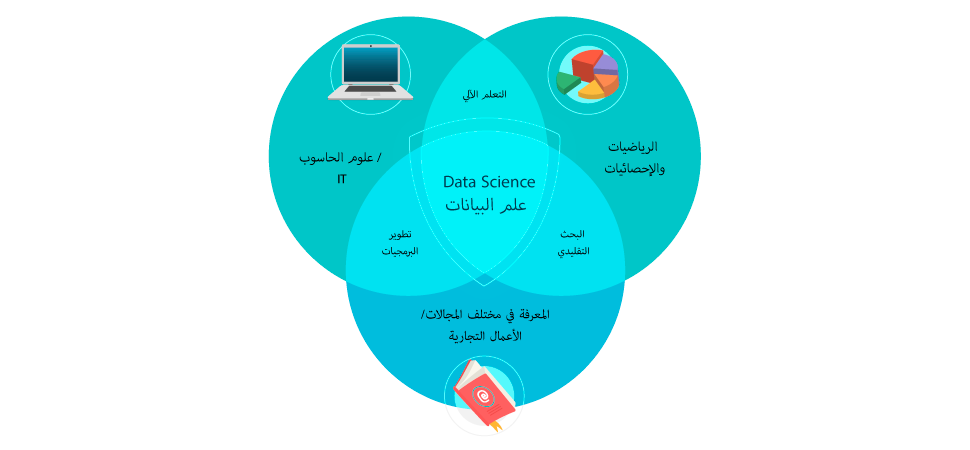 التعلم الآلي
علوم الحاسوب /
IT
الرياضيات
والإحصائيات
Data Science
علم البيانات
تطوير
البرمجيات
البحث
التقليدي
المعرفة في مختلف المجالات/
الأعمال التجارية